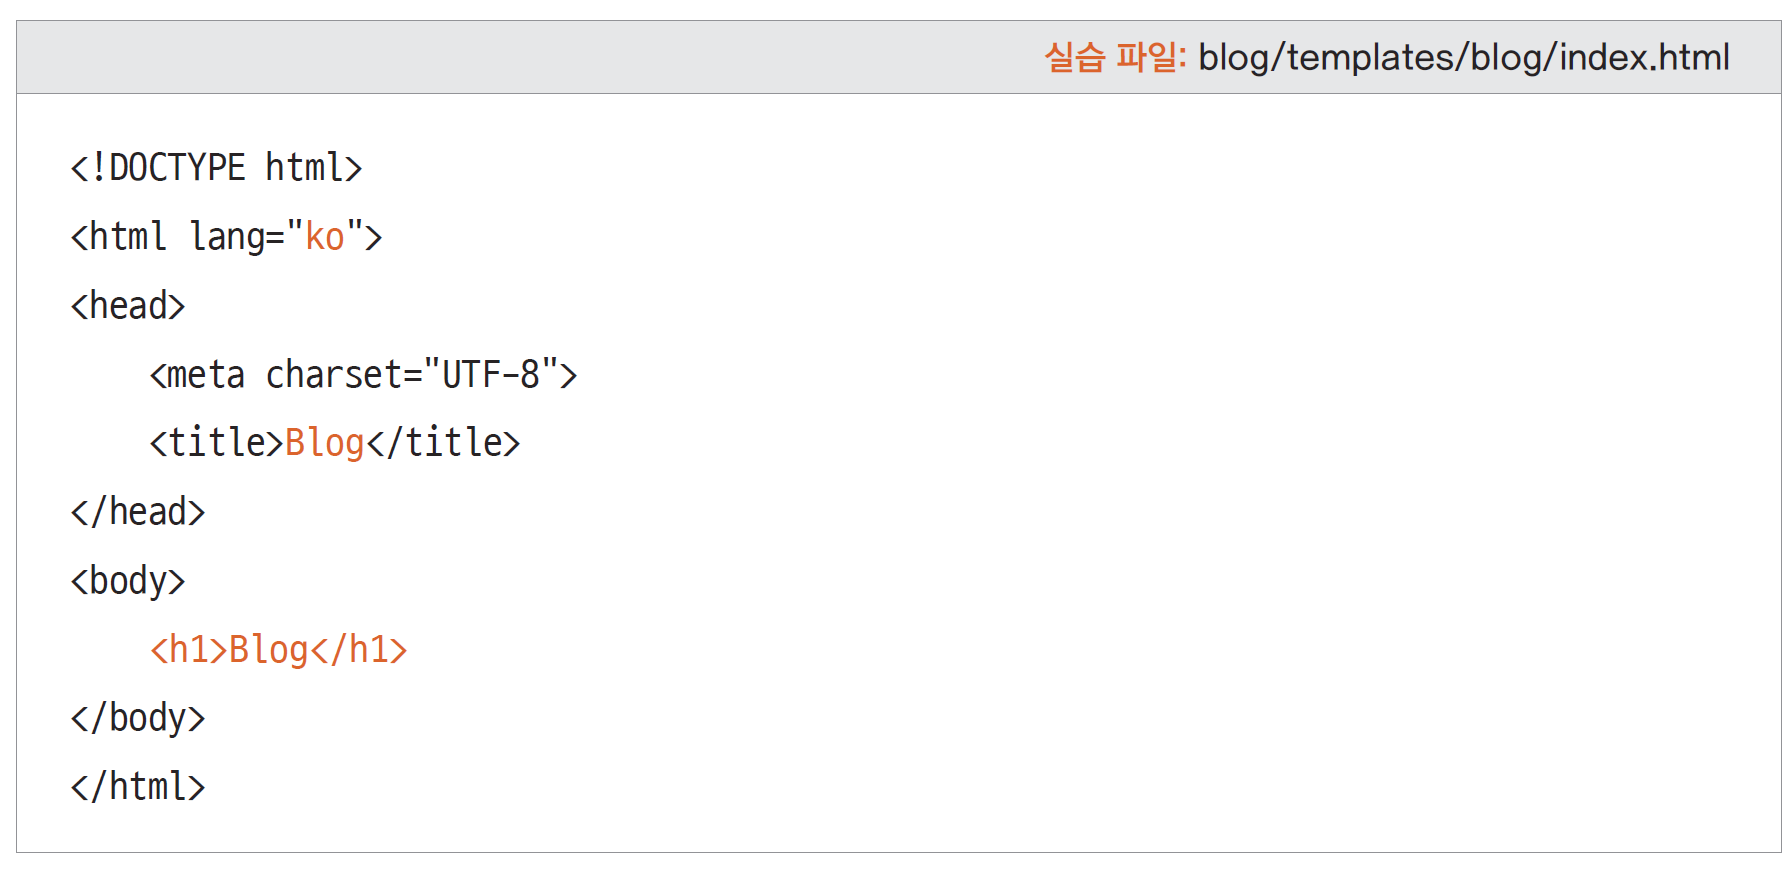 실습 파일: blog/templates/blog/index.html
<!DOCTYPE html>
<html lang="ko">
<head>
    <meta charset="UTF-8">
    <title>Blog</title>
</head>
<body>
    <h1>Blog</h1>
</body>
</html>